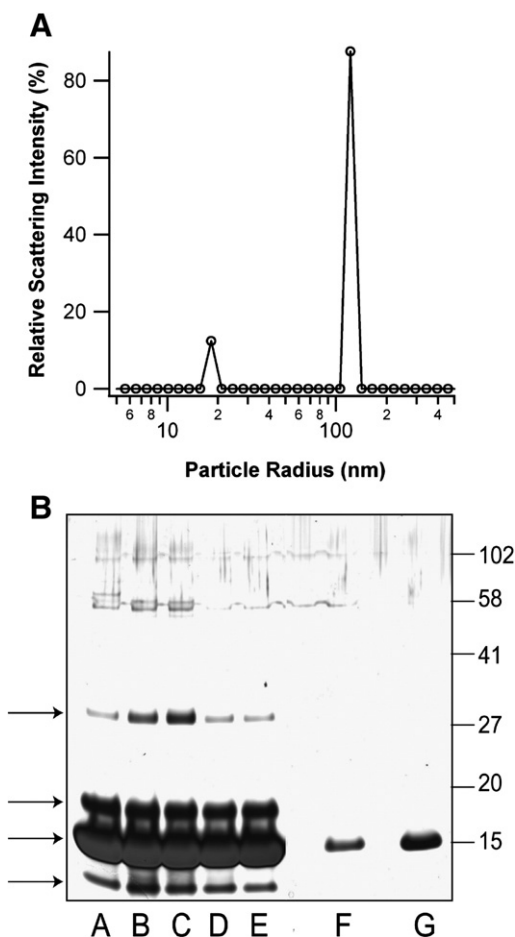 A
Relative Scattering Intensity (%)
80
60
40
20
0
6 8 10 2 4 6 8 100 2 4
Particle Radius (nm)
B
102
58
41
27
20
15
A B C D E F G